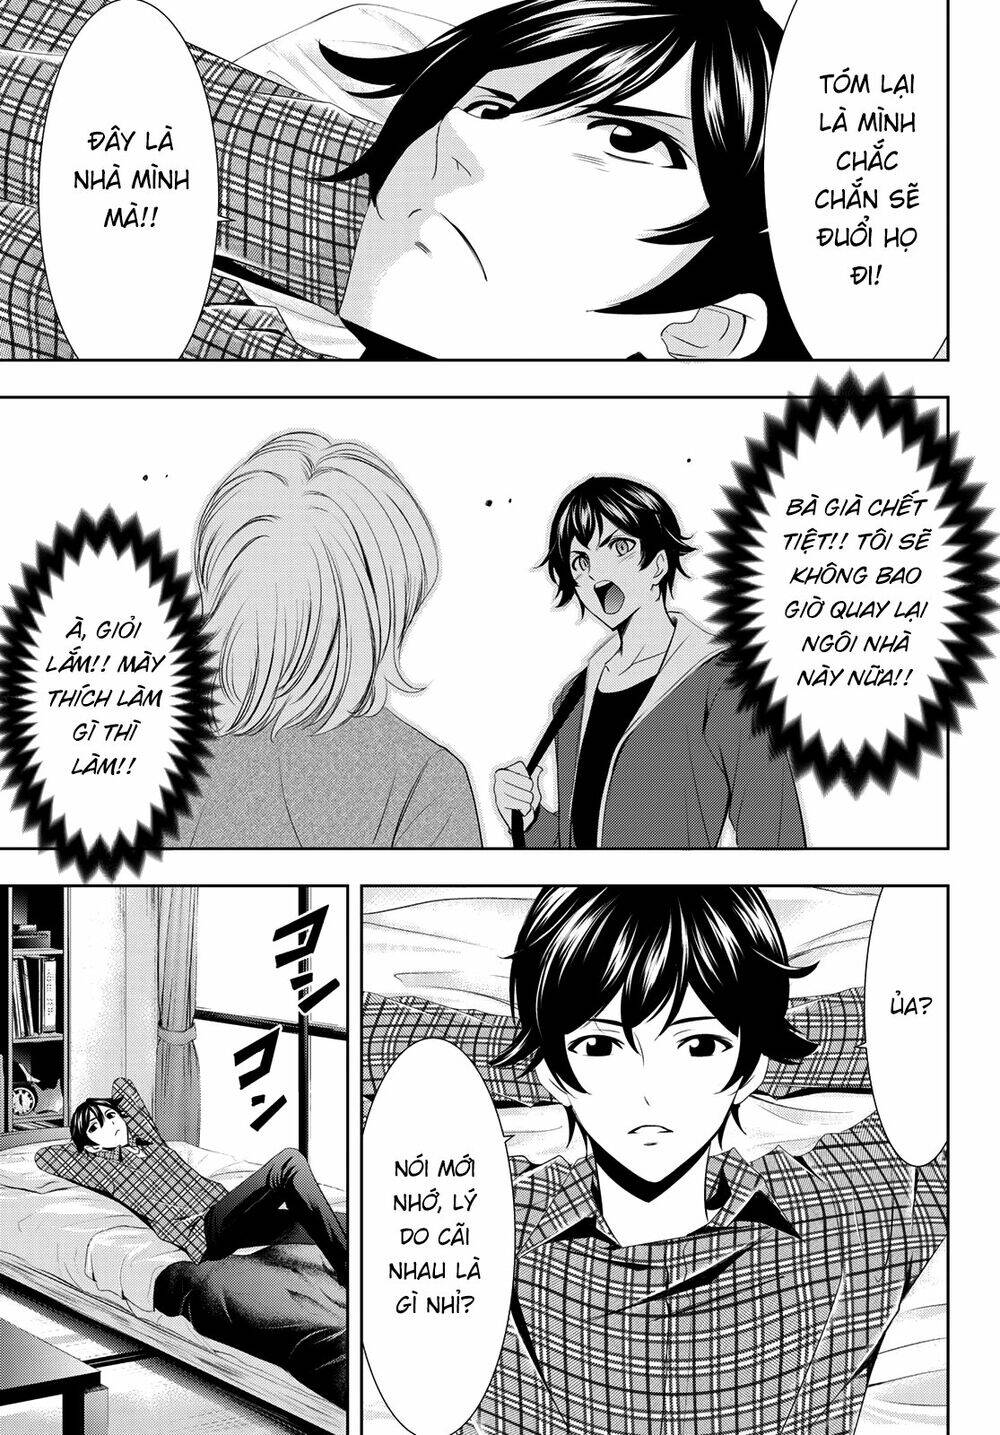 TÓM LẠI
LÀ MÌNH
CHẮC
CHẮN SẼ
ĐUỔI HỌ
ĐI!
ĐÂY LÀ
NHÀ MÌNH
MÀ!!
BÀ GIÀ CHẾT
TIỆT!! TÔI SẼ
KHÔNG BAO
GIỜ QUAY LẠI
NGÔI NHÀ
NÀY NỮA!!
À, GIỎI
LẮM!! MÀY
THÍCH LÀM
GÌ THÌ
LÀM!!
ỦA?
NÓI MỚI
NHỚ, LÝ
DO CÃI
NHAU LÀ
GÌ NHỈ?
コシ
コシ